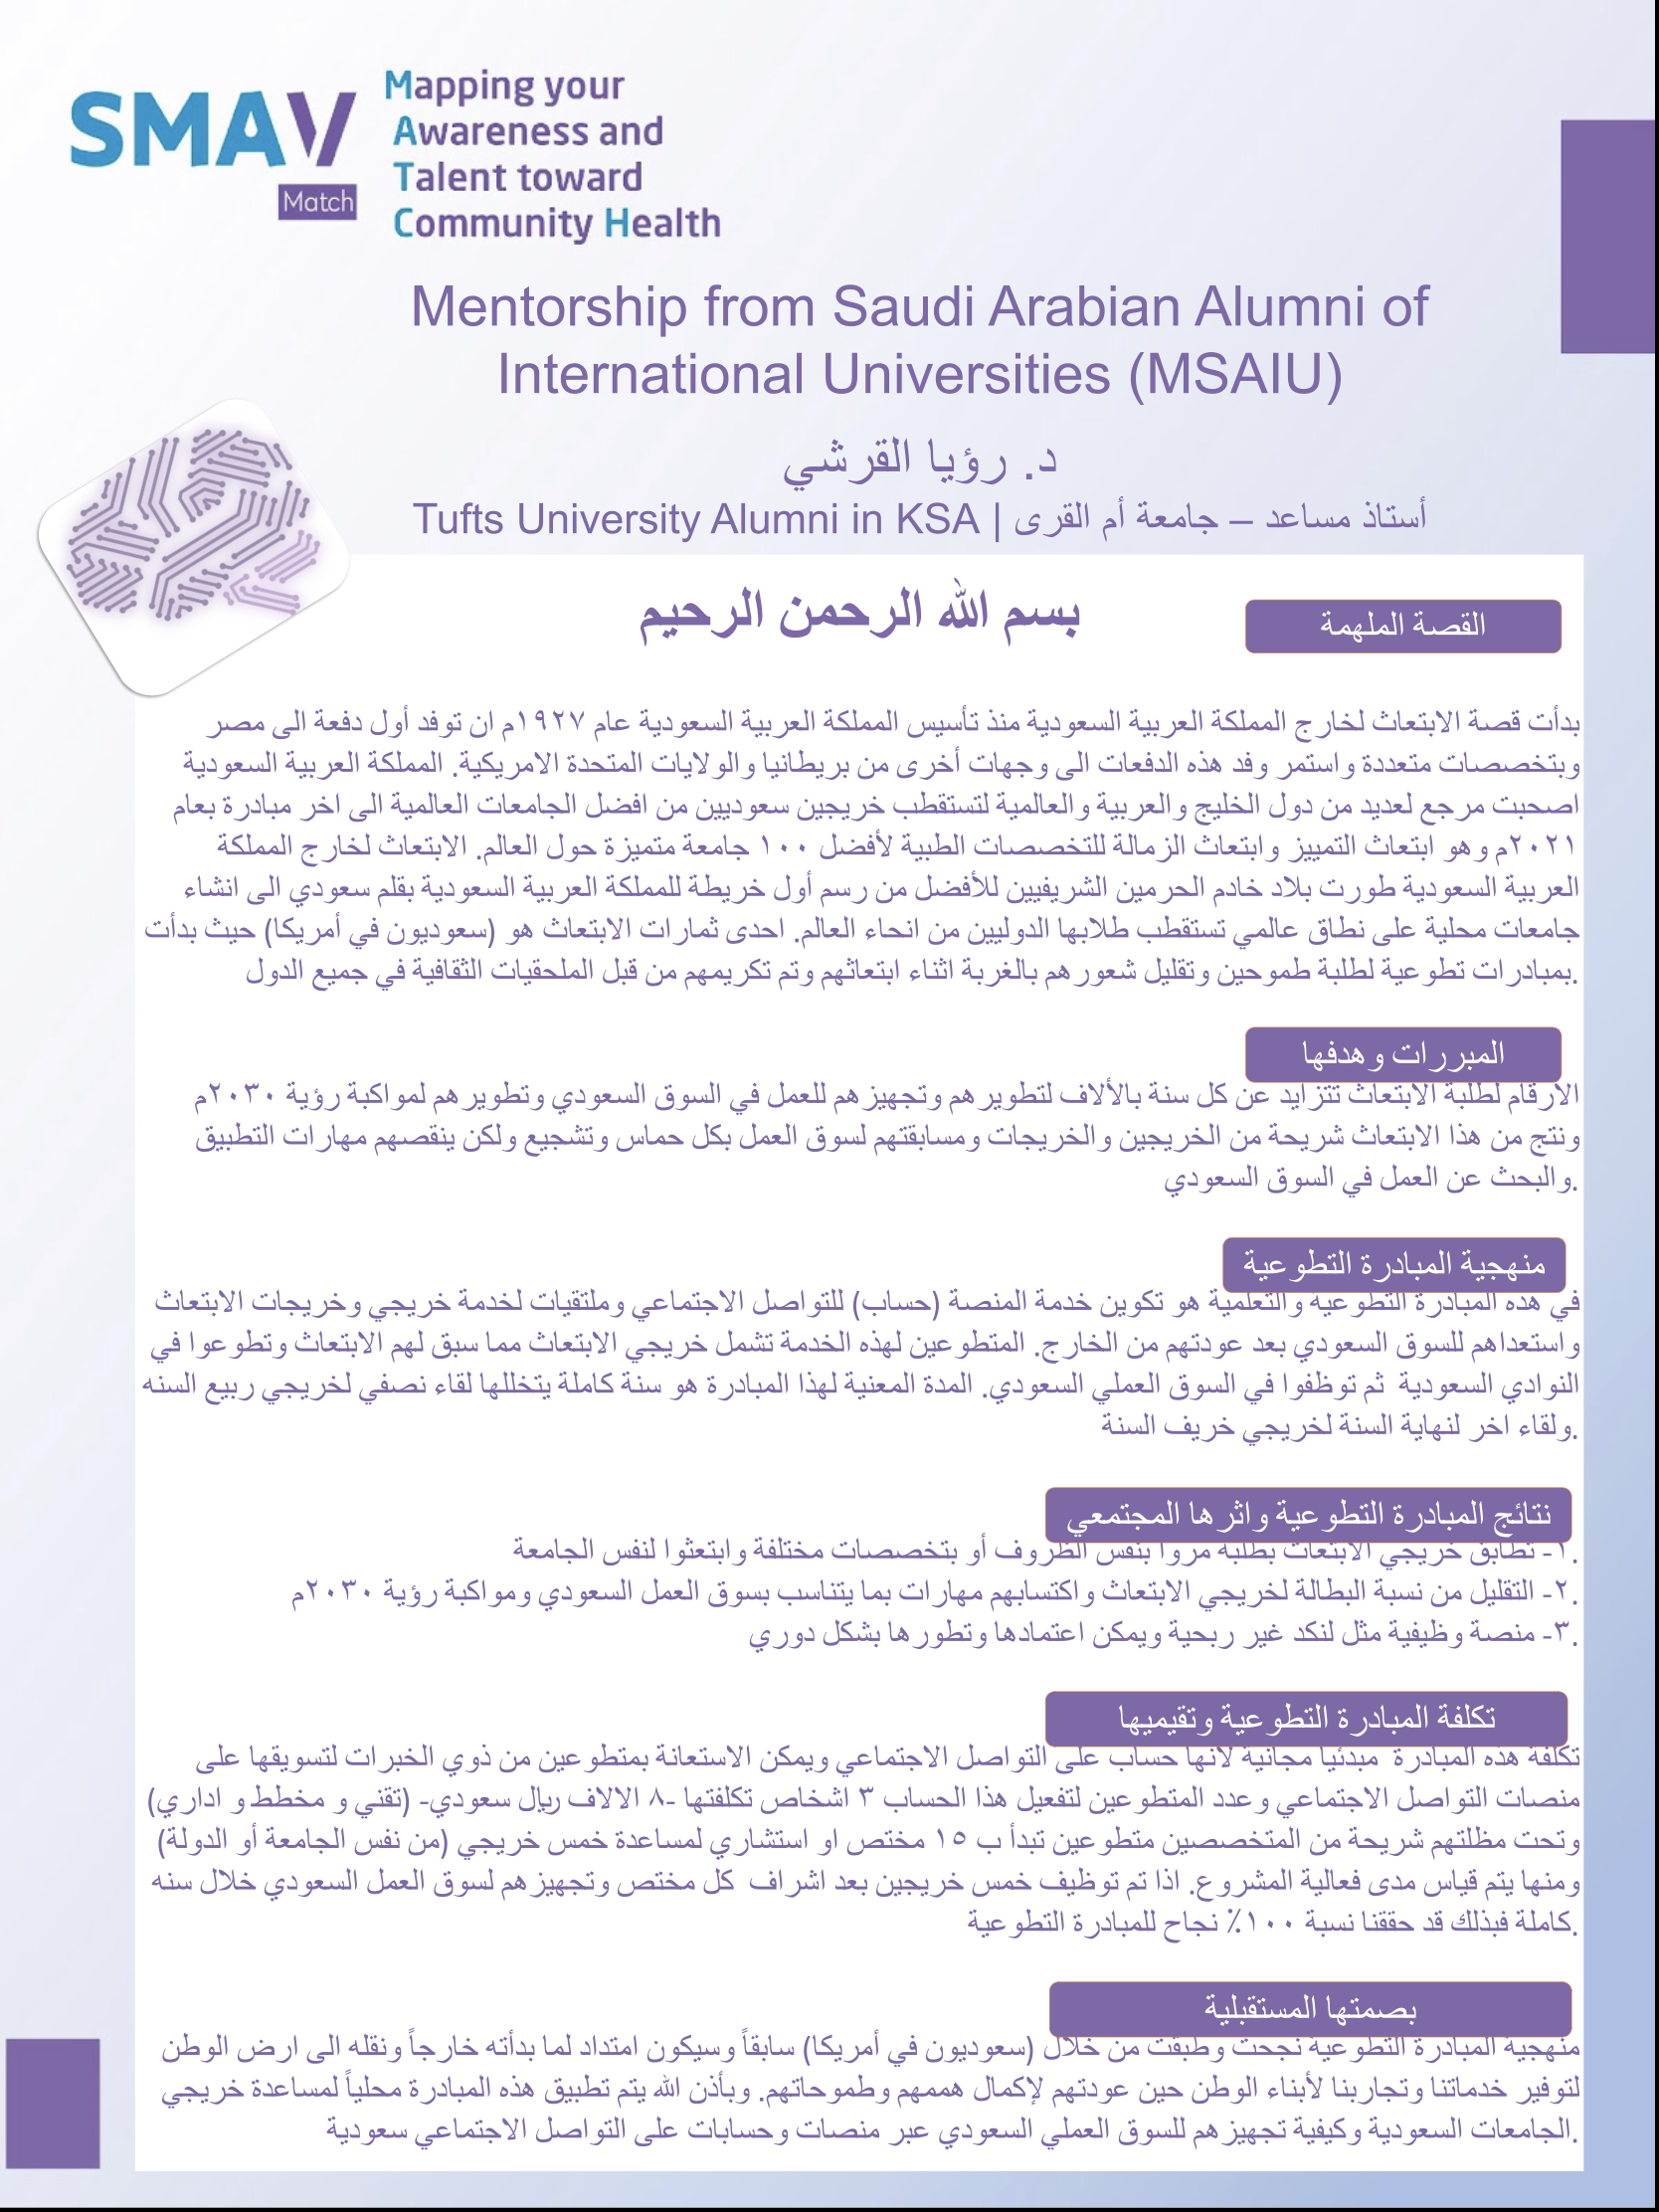 SMAV
Match
Mapping your
Awareness and
Talent toward
Community Health
Mentorship from Saudi Arabian Alumni of
International Universities (MSAIU)
د. رؤيا القرشي
أستاذ مساعد – جامعة أم القرى | Tufts University Alumni in KSA
بسم الله الرحمن الرحيم
القصة الملهمة
بدأت قصة الابتعاث لخارج المملكة العربية السعودية منذ تأسيس المملكة العربية السعودية عام ١٩٢٧م ان توفد أول دفعة الى مصر
وبتخصصات متعددة واستمر وفد هذه الدفعات الى وجهات أخرى من بريطانيا والولايات المتحدة الامريكية. المملكة العربية السعودية
اصحبت مرجع لعديد من دول الخليج والعربية والعالمية لتستقطب خريجين سعوديين من افضل الجامعات العالمية الى اخر مبادرة بعام
٢٠٢١م وهو ابتعاث التمييز وابتعاث الزمالة للتخصصات الطبية لأفضل ١٠٠ جامعة متميزة حول العالم. الابتعاث لخارج المملكة
العربية السعودية طورت بلاد خادم الحرمين الشريفيين للأفضل من رسم أول خريطة للمملكة العربية السعودية بقلم سعودي الى انشاء
جامعات محلية على نطاق عالمي تستقطب طلابها الدوليين من انحاء العالم. احدى ثمارات الابتعاث هو (سعوديون في أمريكا) حيث بدأت
.بمبادرات تطوعية لطلبة طموحين وتقليل شعورهم بالغربة اثناء ابتعاثهم وتم تكريمهم من قبل الملحقيات الثقافية في جميع الدول
المبررات وهدفها
الأرقام لطلبة الابتعاث تتزايد عن كل سنة بالألاف لتطويرهم وتجهيزهم للعمل في السوق السعودي وتطويرهم لمواكبة رؤية ٢٠٣٠م
ونتج من هذا الابتعاث شريحة من الخريجين والخريجات ومسابقتهم لسوق العمل بكل حماس وتشجيع ولكن ينقصهم مهارات التطبيق
.والبحث عن العمل في السوق السعودي
منهجية المبادرة التطوعية
في هذه المبادرة التطوعية والتعلمية هو تكوين خدمة المنصة (حساب) للتواصل الاجتماعي وملتقيات لخدمة خريجي وخريجات الابتعاث
واستعداهم للسوق السعودي بعد عودتهم من الخارج. المتطوعين لهذه الخدمة تشمل خريجي الابتعاث مما سبق لهم الابتعاث وتطوعوا في
النوادي السعودية ثم توظفوا في السوق العملي السعودي. المدة المعنية لهذا المبادرة هو سنة كاملة يتخللها لقاء نصفي لخريجي ربيع السنه
.ولقاء اخر لنهاية السنة لخريجي خريف السنة
نتائج المبادرة التطوعية واثرها المجتمعي
.١- تطابق خريجي الابتعاث بطلبة مروا بنفس الظروف أو بتخصصات مختلفة وابتعثوا لنفس الجامعة
.٢- التقليل من نسبة البطالة لخريجي الابتعاث واكتسابهم مهارات بما يتناسب بسوق العمل السعودي ومواكبة رؤية ٢٠٣٠م
.٣- منصة وظيفية مثل لنكد غير ربحية ويمكن اعتمادها وتطورها بشكل دوري
تكلفة المبادرة التطوعية وتقيميها
تكلفة هذه المبادرة مبدئيا مجانية لأنها حساب على التواصل الاجتماعي ويمكن الاستعانة بمتطوعين من ذوي الخبرات لتسويقها على
منصات التواصل الاجتماعي وعدد المتطوعين لتفعيل هذا الحساب ٣ اشخاص تكلفتها -٨ الالاف ريال سعودي- (تقني و مخطط و اداري)
وتحت مظلتهم شريحة من المتخصصين متطوعين تبدأ ب ١٥ مختص او استشاري لمساعدة خمس خريجي (من نفس الجامعة أو الدولة)
ومنها يتم قياس مدى فعالية المشروع. اذا تم توظيف خمس خريجين بعد اشراف كل مختص وتجهيزهم لسوق العمل السعودي خلال سنه
.كاملة فبذلك قد حققنا نسبة ١٠٠٪ نجاح للمبادرة التطوعية
بصمتها المستقبلية
منهجية المبادرة التطوعية نجحت وطبقت من خلال (سعوديون في أمريكا) سابقاً وسيكون امتداد لما بدأته خارجاً ونقله الى ارض الوطن
لتوفير خدماتنا وتجاربنا لأبناء الوطن حين عودتهم لإكمال هممهم وطموحاتهم. وبأذن الله يتم تطبيق هذه المبادرة محلياً لمساعدة خريجي
.الجامعات السعودية وكيفية تجهيزهم للسوق العملي السعودي عبر منصات وحسابات على التواصل الاجتماعي سعودية